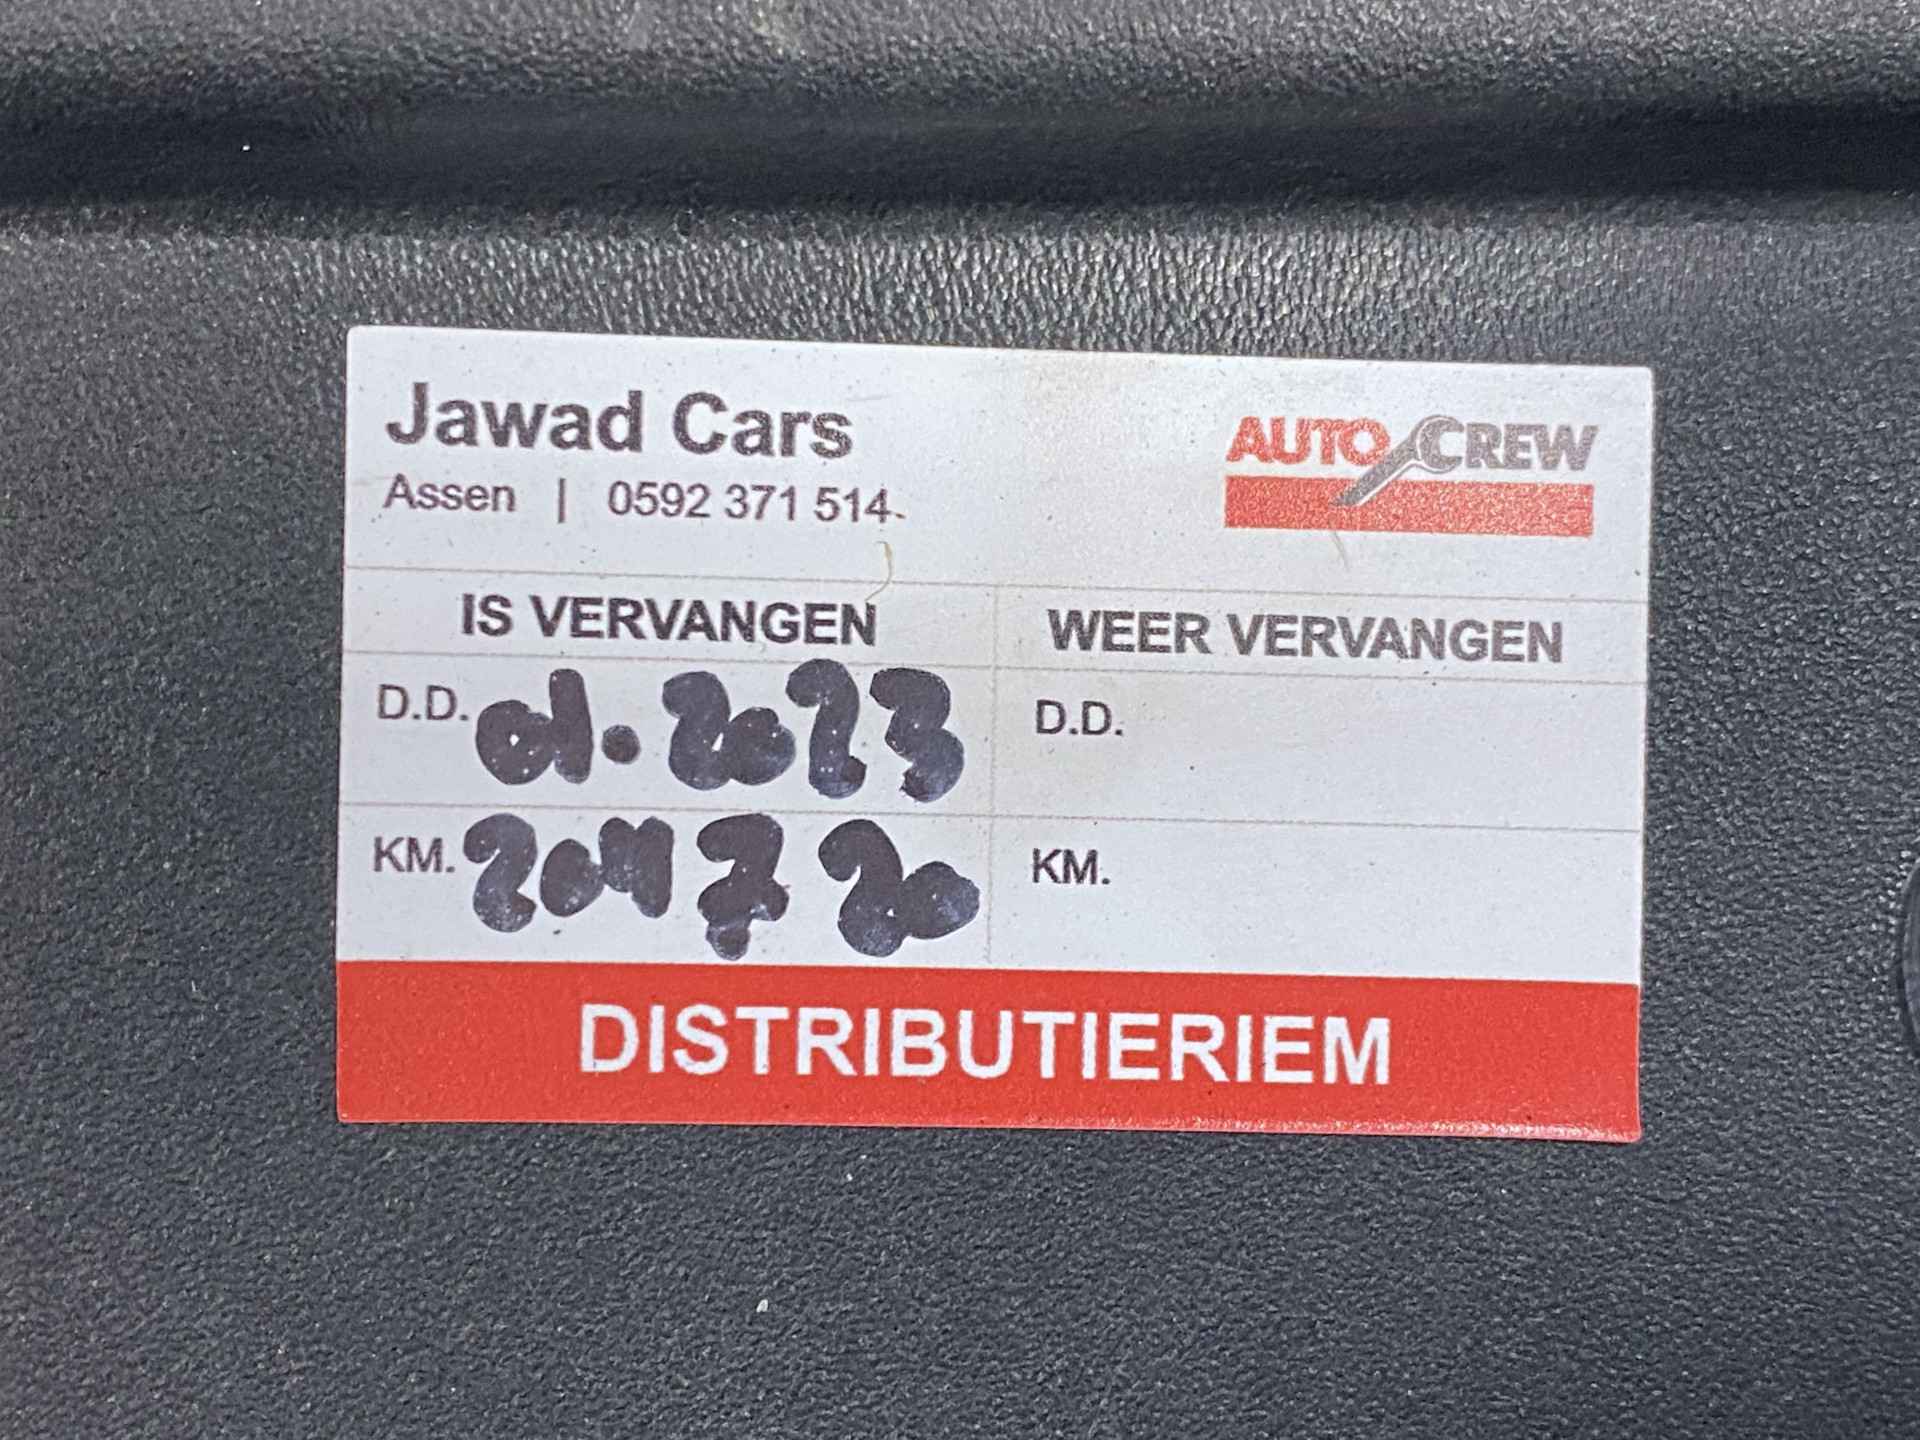 Jawad Cars
AUTO CREW
Assen | 0592 371 514
IS VERVANGEN
WEER VERVANGEN
D.D. 01.2023
D.D.
KM. 204720
KM.
DISTRIBUTIERIEM